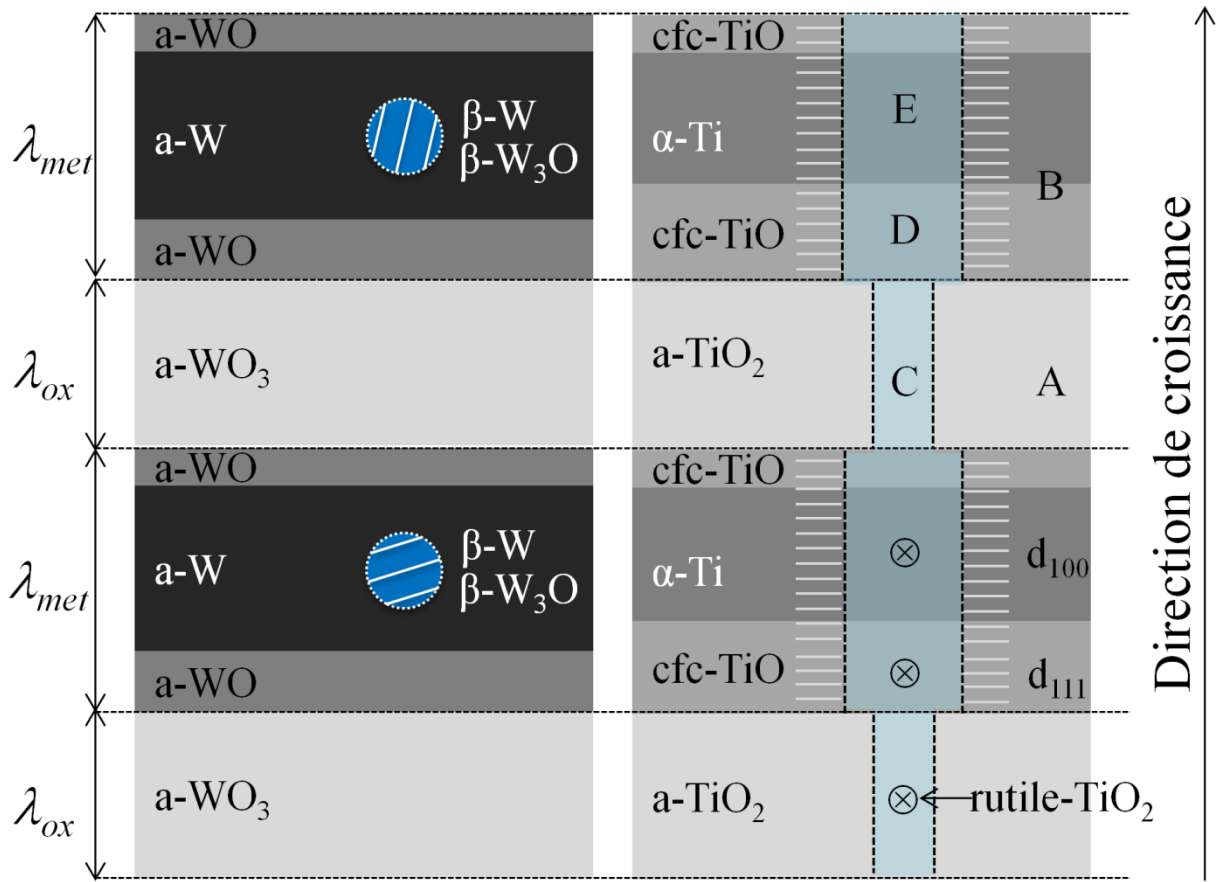 a-WO
cfc-TiO
λmet
a-W
β-W
β-W₃O
α-Ti
E
B
a-WO
cfc-TiO
D
λox
a-WO₃
a-TiO₂
C
A
a-WO
cfc-TiO
λmet
a-W
β-W
β-W₃O
α-Ti
d₁₀₀
a-WO
cfc-TiO
d₁₁₁
λox
a-WO₃
a-TiO₂
rutile-TiO₂
Direction de croissance